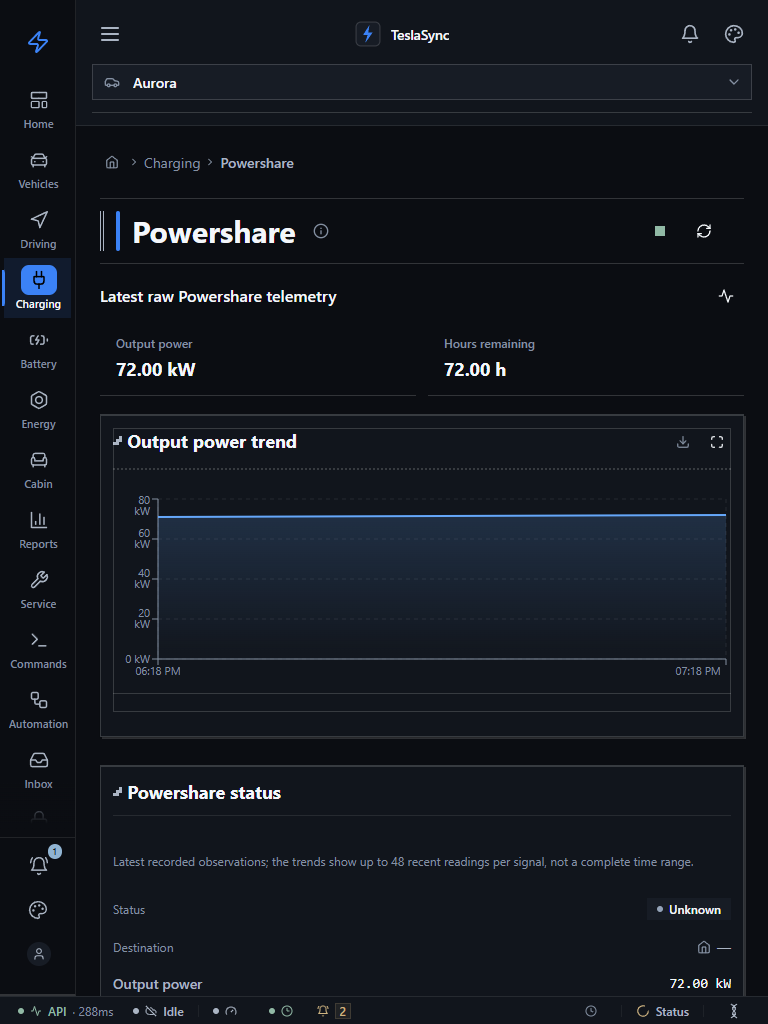 TeslaSync
Aurora
Home
Vehicles
Driving
Charging
Battery
Energy
Cabin
Reports
Service
Commands
Automation
Inbox
1
Charging
Powershare
Powershare
Latest raw Powershare telemetry
Output power
72.00 kW
Hours remaining
72.00 h
Output power trend
80
kW
60
kW
40
kW
20
kW
0 kW
06:18 PM
07:18 PM
Powershare status
Latest recorded observations; the trends show up to 48 recent readings per signal, not a complete time range.
Status
Unknown
Destination
—
Output power
72.00 kW
API · 288ms
Idle
2
Status